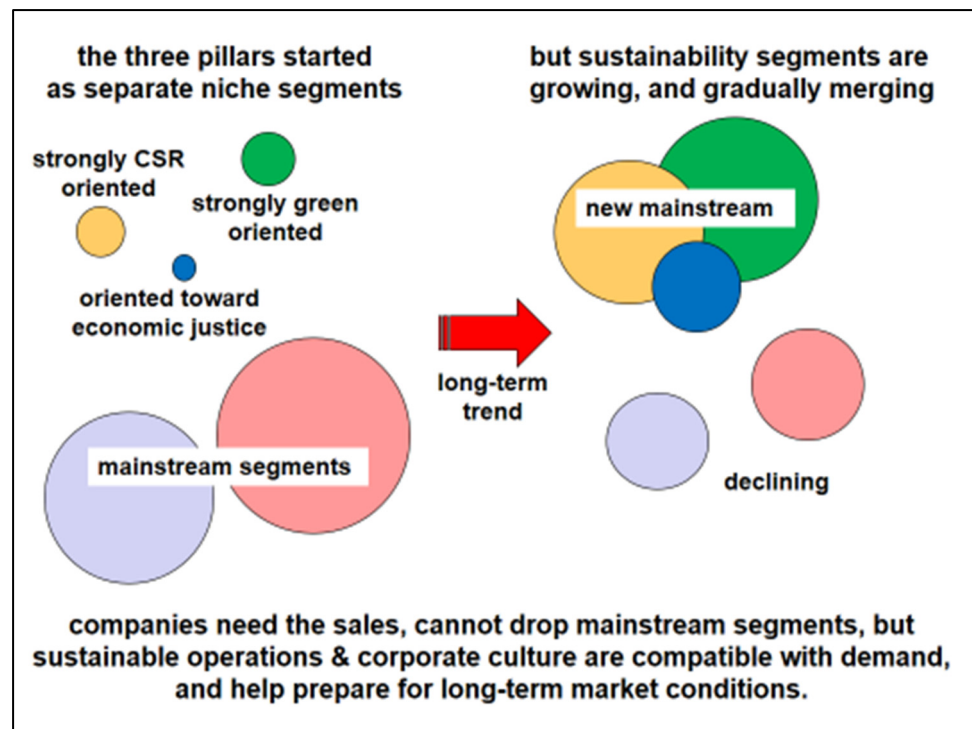 the three pillars started
as separate niche segments
but sustainability segments are
growing, and gradually merging
strongly CSR
oriented
strongly green
oriented
oriented toward
economic justice
new mainstream
long-term
trend
mainstream segments
declining
companies need the sales, cannot drop mainstream segments, but
sustainable operations & corporate culture are compatible with demand,
and help prepare for long-term market conditions.